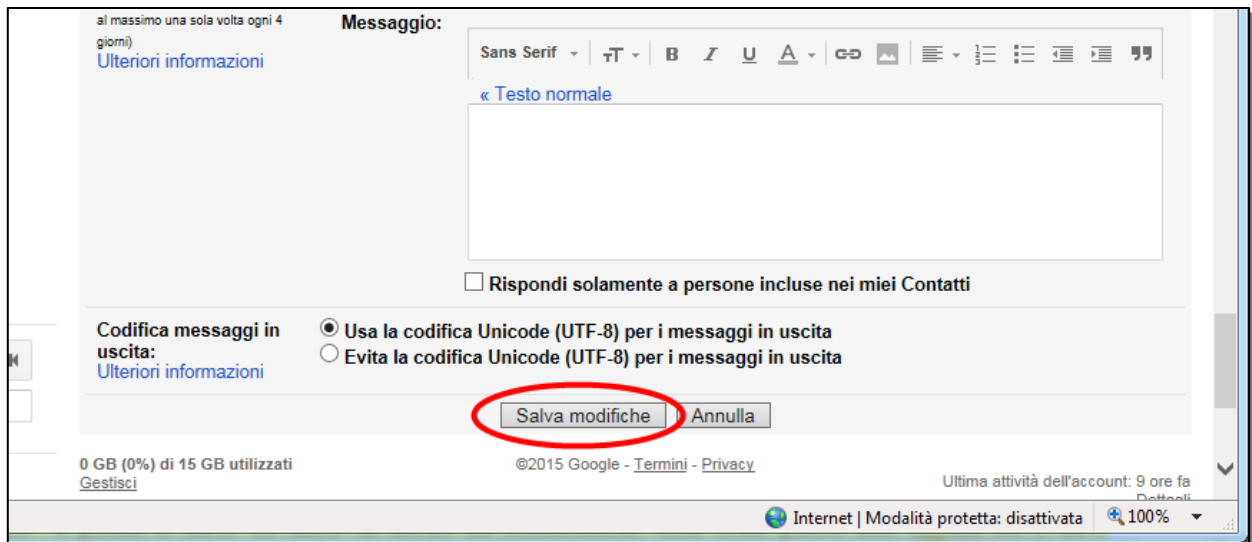 al massimo una sola volta ogni 4
giorni)
Ulteriori informazioni
Messaggio:
Sans Serif
B I U A
« Testo normale
Rispondi solamente a persone incluse nei miei Contatti
Codifica messaggi in
uscita:
Ulteriori informazioni
Usa la codifica Unicode (UTF-8) per i messaggi in uscita
Evita la codifica Unicode (UTF-8) per i messaggi in uscita
Salva modifiche Annulla
0 GB (0%) di 15 GB utilizzati
Gestisci
©2015 Google - Termini - Privacy
Ultima attività dell'account: 9 ore fa
Dettagli
Internet | Modalità protetta: disattivata 100%